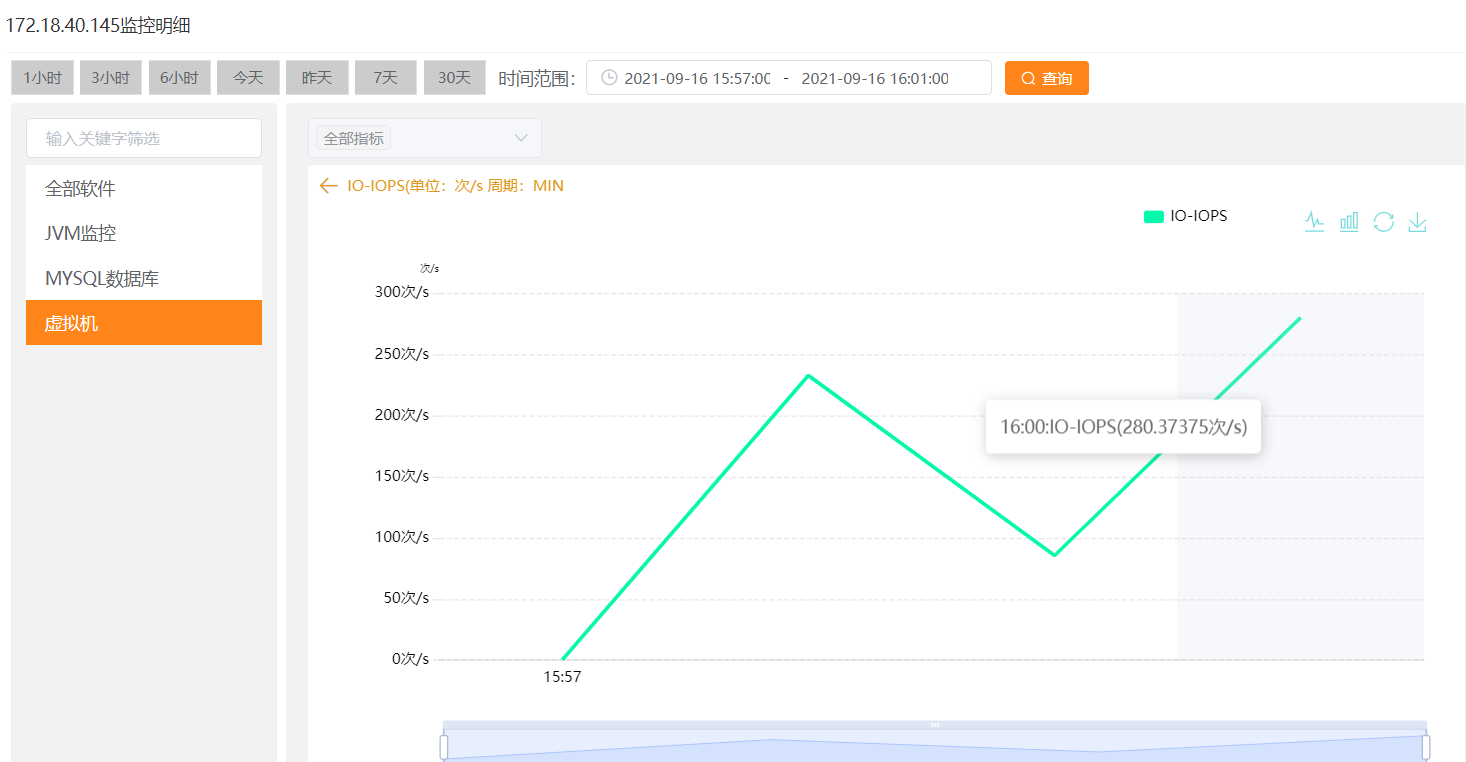 172.18.40.145监控明细
1小时 3小时 6小时 今天 昨天 7天 30天 时间范围： 2021-09-16 15:57:00 - 2021-09-16 16:01:00 查询
输入关键字筛选
全部软件
JVM监控
MYSQL数据库
虚拟机
全部指标
IO-IOPS(单位：次/s 周期：MIN
IO-IOPS
次/s
300次/s
250次/s
200次/s
150次/s
100次/s
50次/s
0次/s
16:00:IO-IOPS(280.37375次/s)
15:57